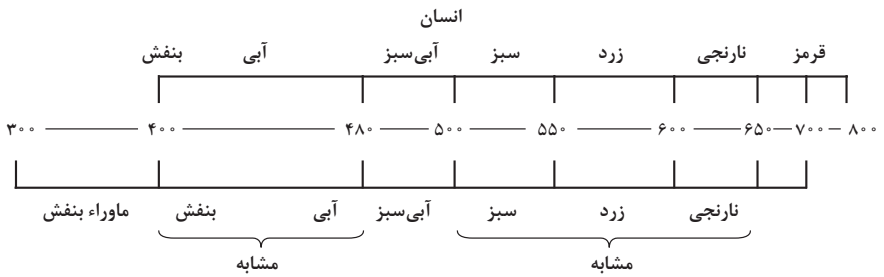 انسان
بنفش آبی آبی‌سبز سبز زرد نارنجی قرمز
۳۰۰ ۴۰۰ ۴۸۰ ۵۰۰ ۵۵۰ ۶۰۰ ۶۵۰ ۷۰۰ ۸۰۰
ماوراء بنفش بنفش آبی آبی‌سبز سبز زرد نارنجی
مشابه مشابه